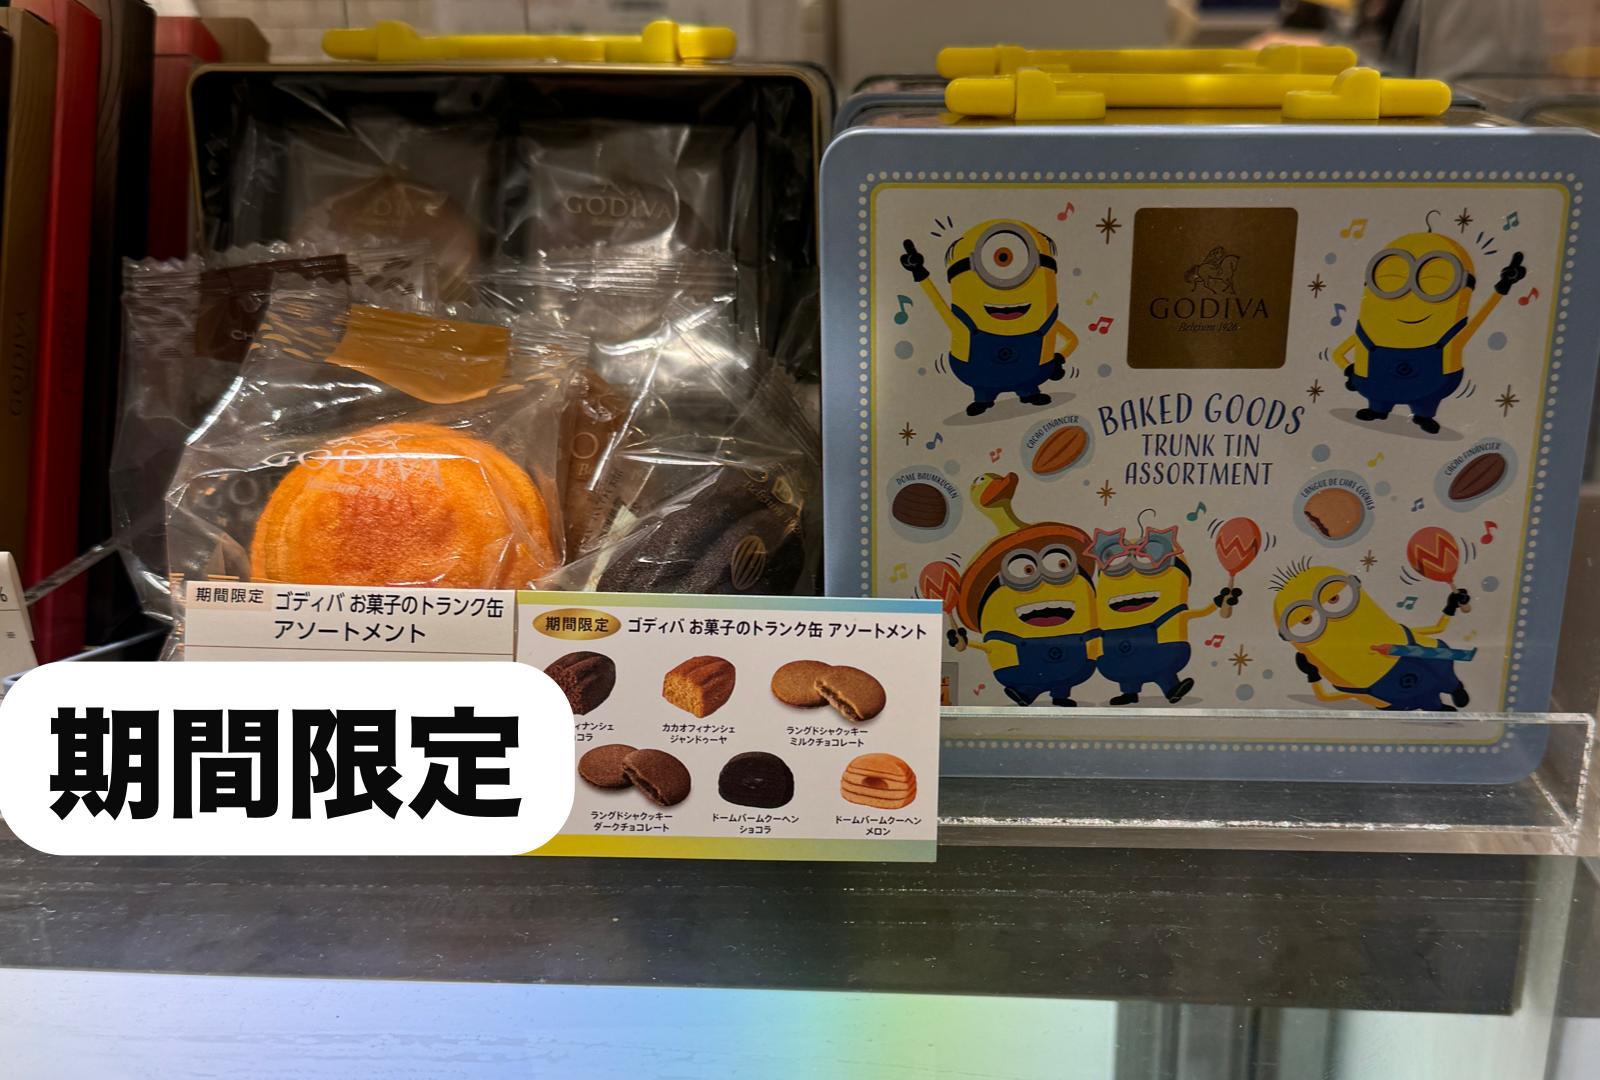 GODIVA
GODIVA
GODIVA
Belgium 1926
BAKED GOODS
TRUNK TIN
ASSORTMENT
CACAO FINANCIER
CACAO FINANCIER
DOME BAUMKUCHEN
LANGUE DE CHAT COOKIES
期間限定 ゴディバ お菓子のトランク缶
アソートメント
期間限定 ゴディバ お菓子のトランク缶 アソートメント
カカオフィナンシェ
ジャンドゥーヤ
ラングドシャクッキー
ミルクチョコレート
ラングドシャクッキー
ダークチョコレート
ドームバームクーヘン
ショコラ
ドームバームクーヘン
メロン
期間限定